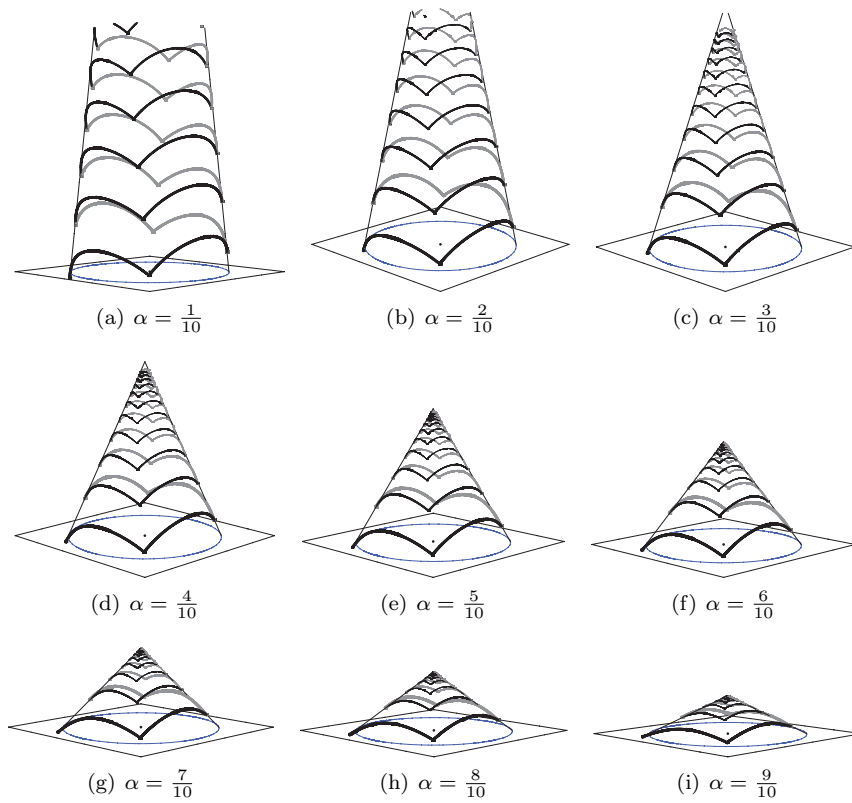 (a) α = 1/10
(b) α = 2/10
(c) α = 3/10
(d) α = 4/10
(e) α = 5/10
(f) α = 6/10
(g) α = 7/10
(h) α = 8/10
(i) α = 9/10